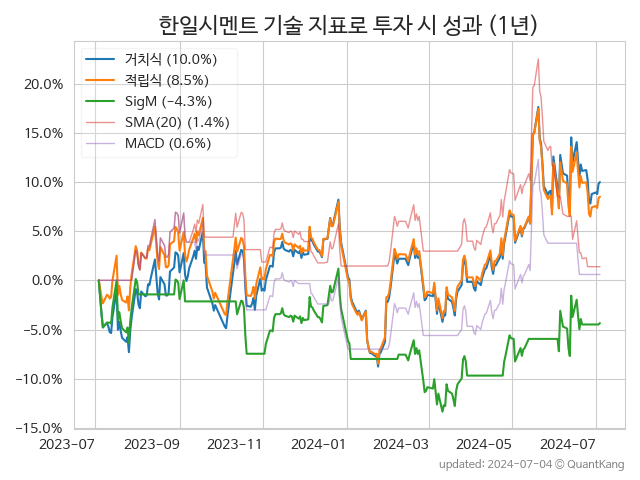 한일시멘트 기술 지표로 투자 시 성과 (1년)
거치식 (10.0%)
적립식 (8.5%)
SigM (−4.3%)
SMA(20) (1.4%)
MACD (0.6%)
20.0%
15.0%
10.0%
5.0%
0.0%
−5.0%
−10.0%
−15.0%
2023-07 2023-09 2023-11 2024-01 2024-03 2024-05 2024-07
updated: 2024-07-04 © QuantKang